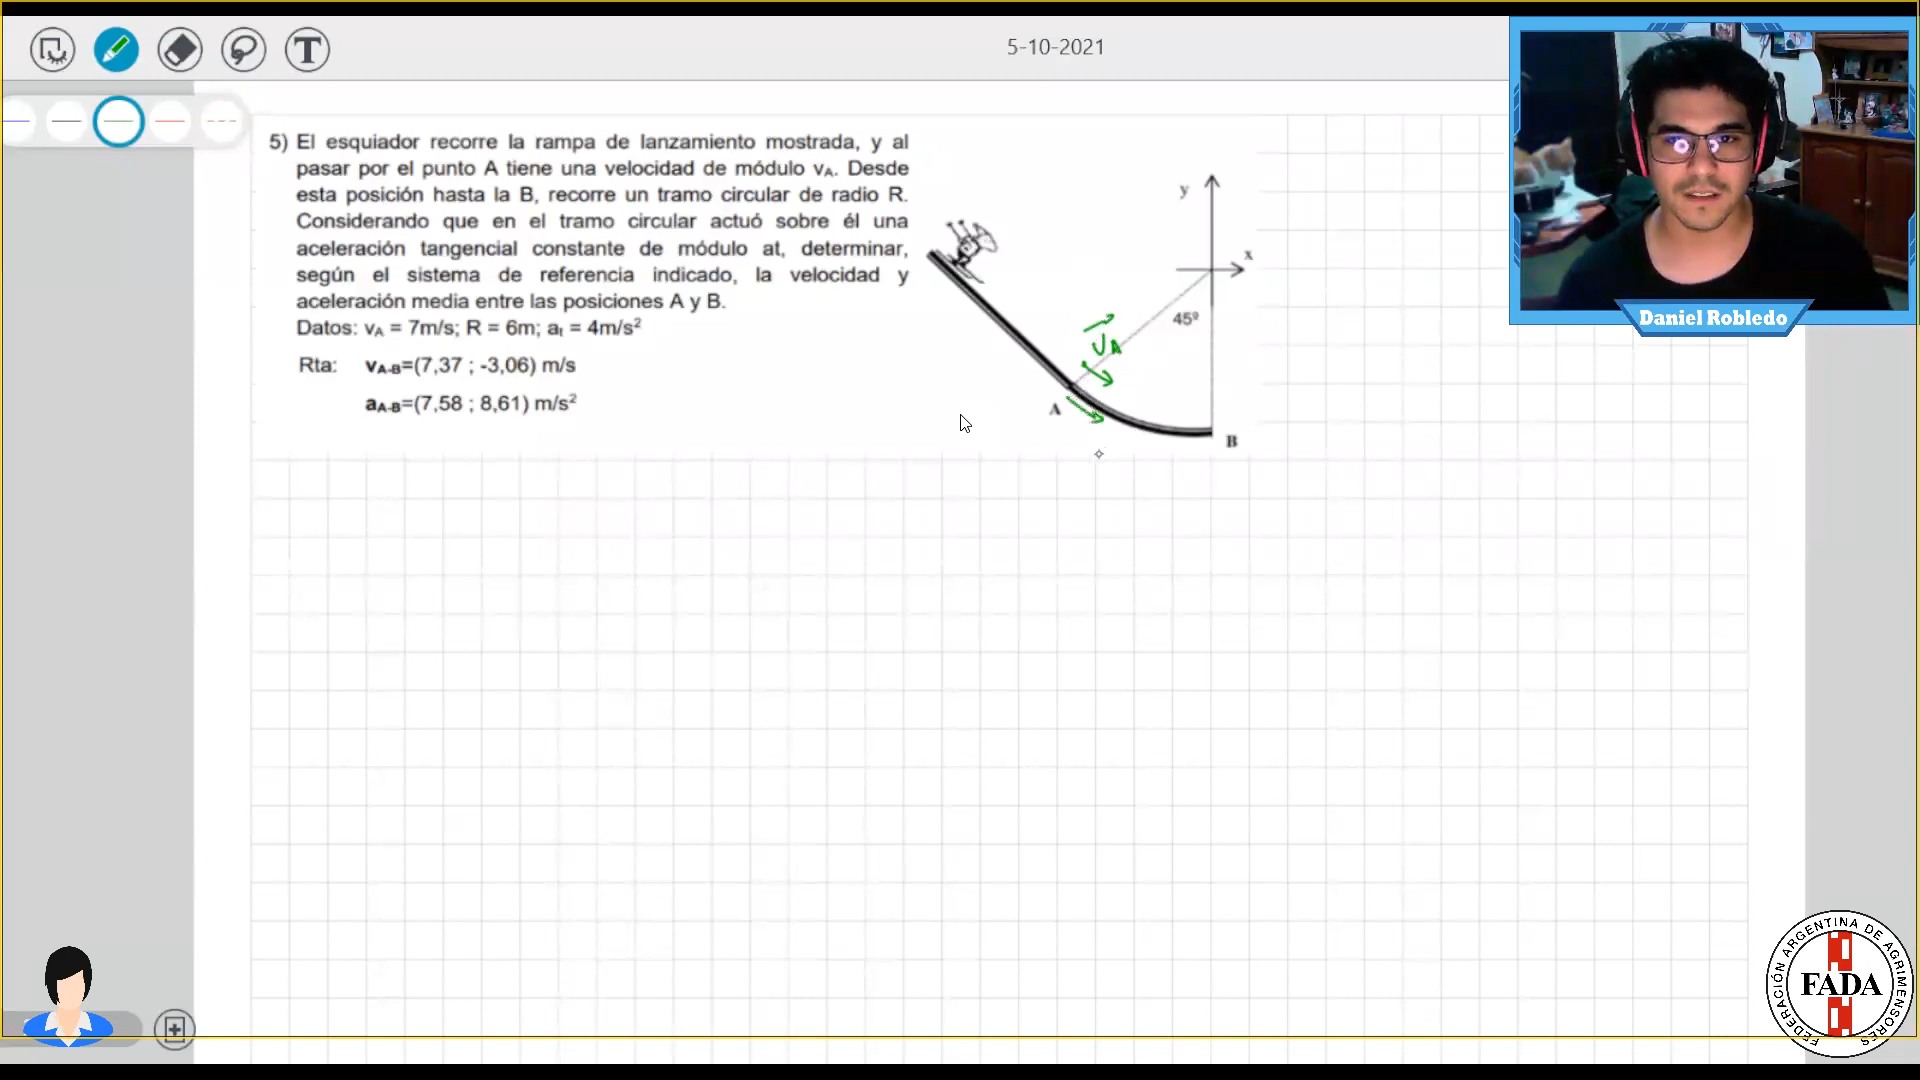 T
5-10-2021
5) El esquiador recorre la rampa de lanzamiento mostrada, y al
pasar por el punto A tiene una velocidad de módulo vA. Desde
esta posición hasta la B, recorre un tramo circular de radio R.
Considerando que en el tramo circular actuó sobre él una
aceleración tangencial constante de módulo at, determinar,
según el sistema de referencia indicado, la velocidad y
aceleración media entre las posiciones A y B.
Datos: vA = 7m/s; R = 6m; at = 4m/s²
Rta: vA-B=(7,37 ; -3,06) m/s
aA-B=(7,58 ; 8,61) m/s²
y
x
45º
VA
A
B
Daniel Robledo
FEDERACIÓN ARGENTINA DE AGRIMENSORES
FADA